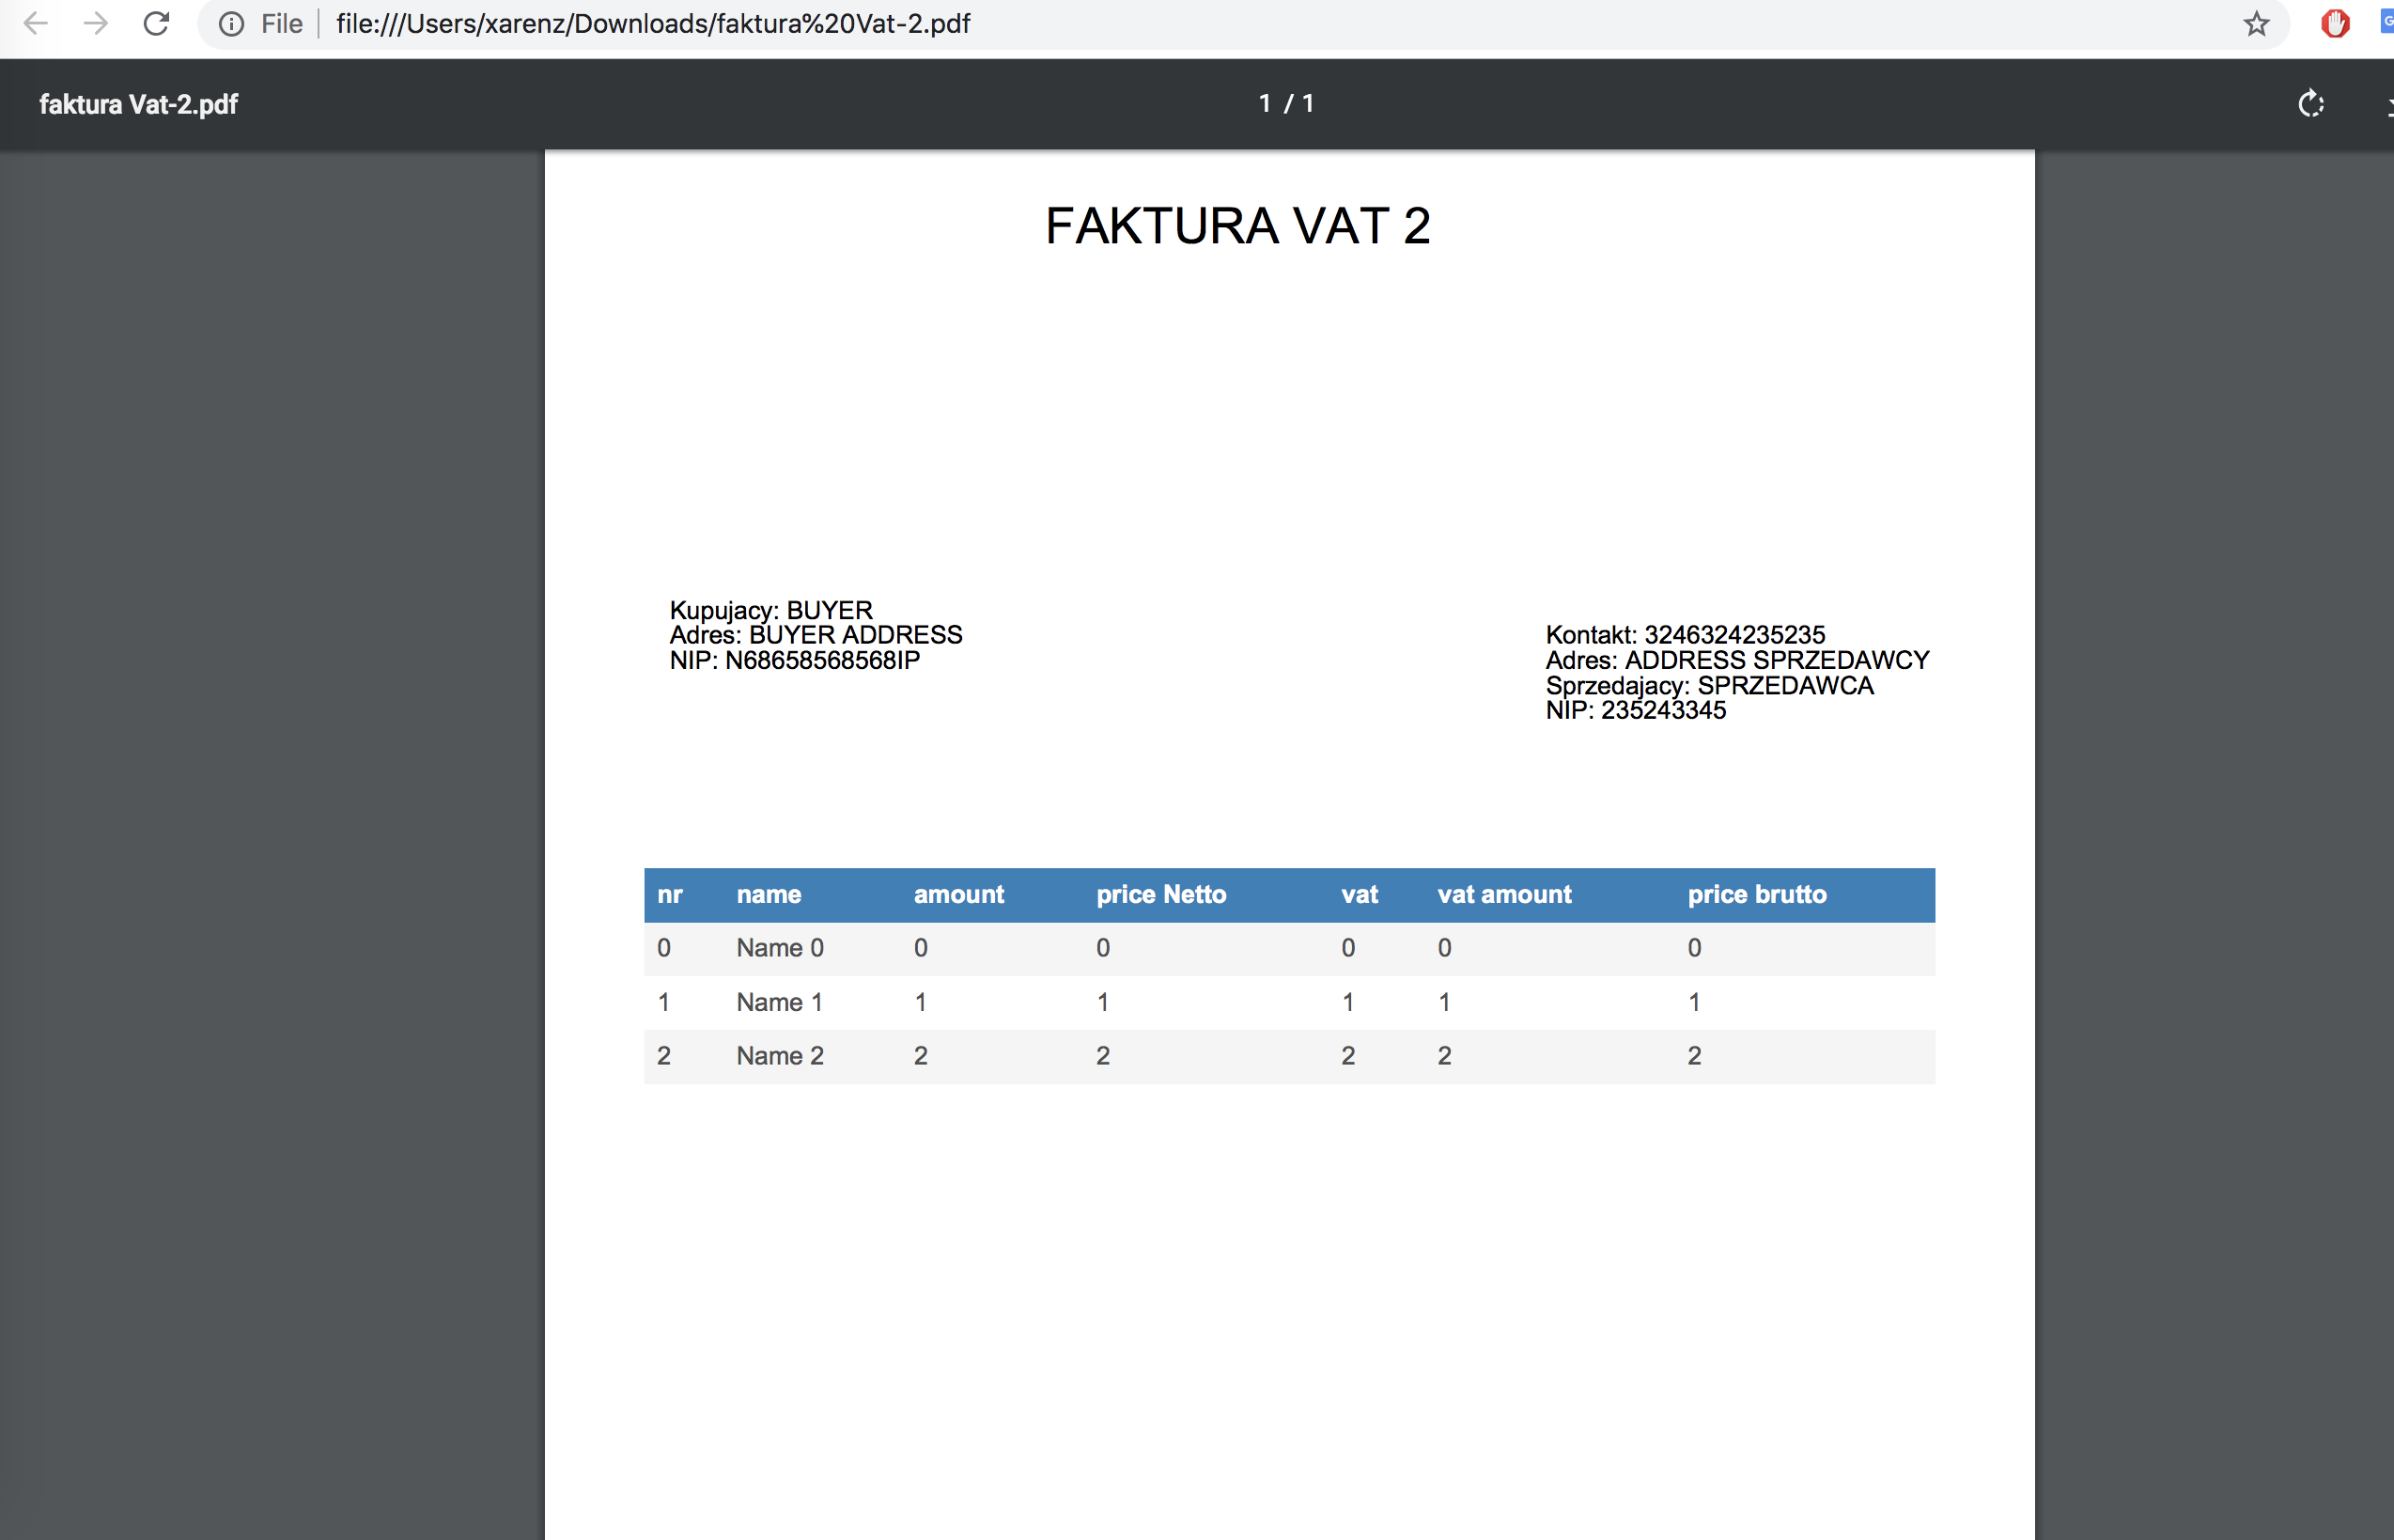 File file:///Users/xarenz/Downloads/faktura%20Vat-2.pdf
faktura Vat-2.pdf
1 / 1
FAKTURA VAT 2
Kupujacy: BUYER
Adres: BUYER ADDRESS
NIP: N68658568568IP
Kontakt: 3246324235235
Adres: ADDRESS SPRZEDAWCY
Sprzedajacy: SPRZEDAWCA
NIP: 235243345
nr name amount price Netto vat vat amount price brutto
0 Name 0 0 0 0 0 0
1 Name 1 1 1 1 1 1
2 Name 2 2 2 2 2 2